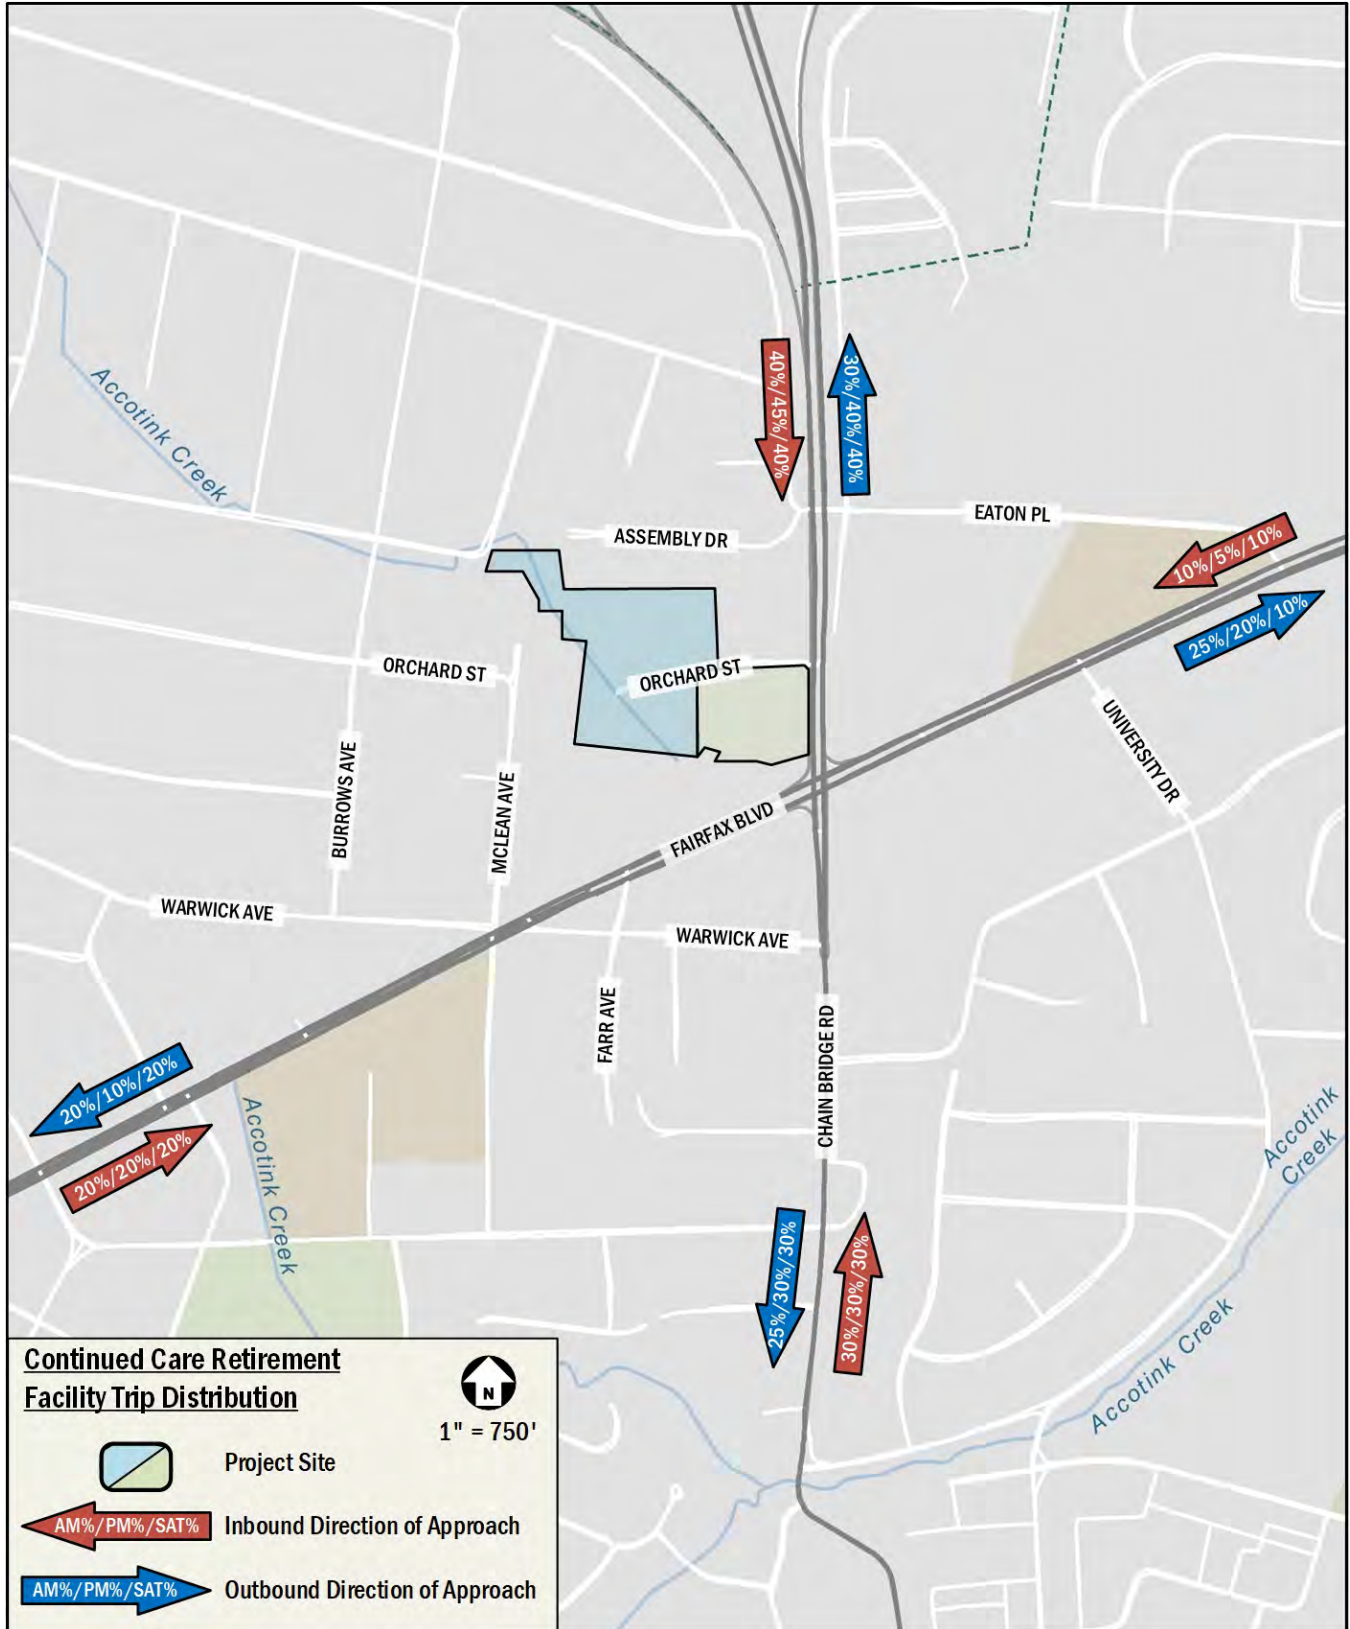 Accotink Creek
40%/45%/40%
30%/40%/40%
EATON PL
ASSEMBLY DR
10%/5%/10%
25%/20%/10%
ORCHARD ST
ORCHARD ST
UNIVERSITY DR
BURROWS AVE
MCLEAN AVE
FAIRFAX BLVD
WARWICK AVE
WARWICK AVE
FARR AVE
CHAIN BRIDGE RD
20%/10%/20%
20%/20%/20%
Accotink Creek
Accotink
Creek
25%/30%/30%
30%/30%/30%
Accotink Creek
Continued Care Retirement
Facility Trip Distribution
N
1" = 750'
Project Site
AM%/PM%/SAT%
Inbound Direction of Approach
AM%/PM%/SAT%
Outbound Direction of Approach